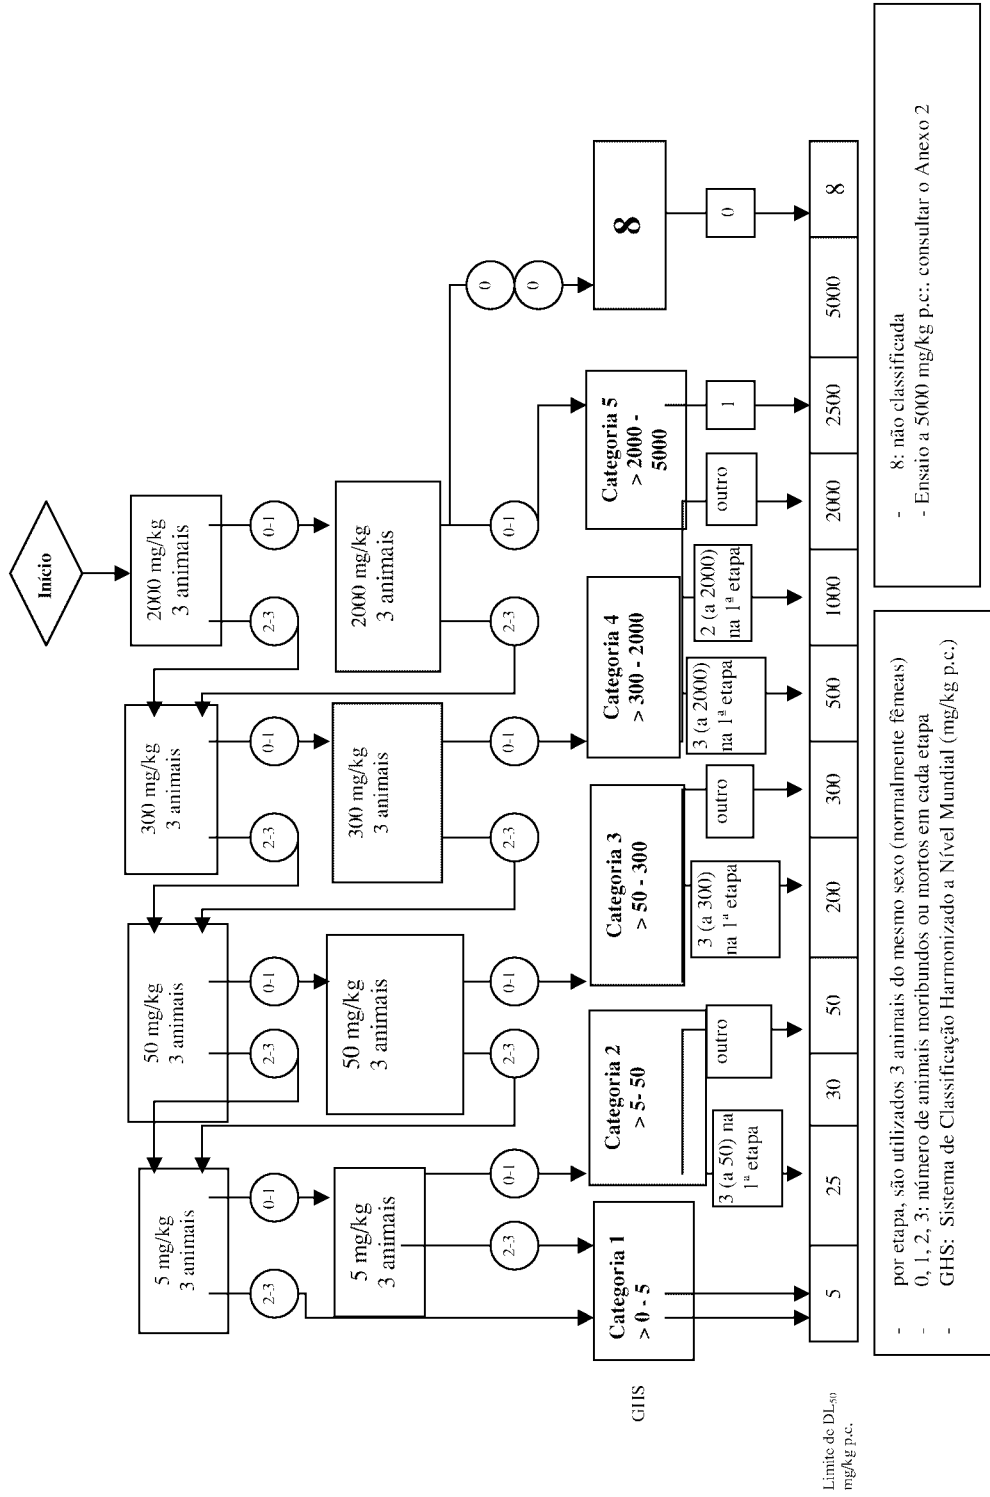 Início
5 mg/kg
3 animais
50 mg/kg
3 animais
300 mg/kg
3 animais
2000 mg/kg
3 animais
2-3
0-1
2-3
0-1
2-3
0-1
2-3
0-1
5 mg/kg
3 animais
50 mg/kg
3 animais
300 mg/kg
3 animais
2000 mg/kg
3 animais
2-3
0-1
2-3
0-1
2-3
0-1
2-3
0-1
0
0
GHS
Categoria 1
> 0 - 5
Categoria 2
> 5- 50
Categoria 3
> 50 - 300
Categoria 4
> 300 - 2000
Categoria 5
> 2000 -
5000
8
3 (a 50) na
1ª etapa
outro
3 (a 300)
na 1ª etapa
outro
3 (a 2000)
na 1ª etapa
2 (a 2000)
na 1ª etapa
outro
1
0
Limite de DL50
mg/kg p.c.
5
25
30
50
200
300
500
1000
2000
2500
5000
8
- por etapa, são utilizados 3 animais do mesmo sexo (normalmente fêmeas)
- 0, 1, 2, 3: número de animais moribundos ou mortos em cada etapa
- GHS: Sistema de Classificação Harmonizado a Nível Mundial (mg/kg p.c.)
- 8: não classificada
- Ensaio a 5000 mg/kg p.c:. consultar o Anexo 2